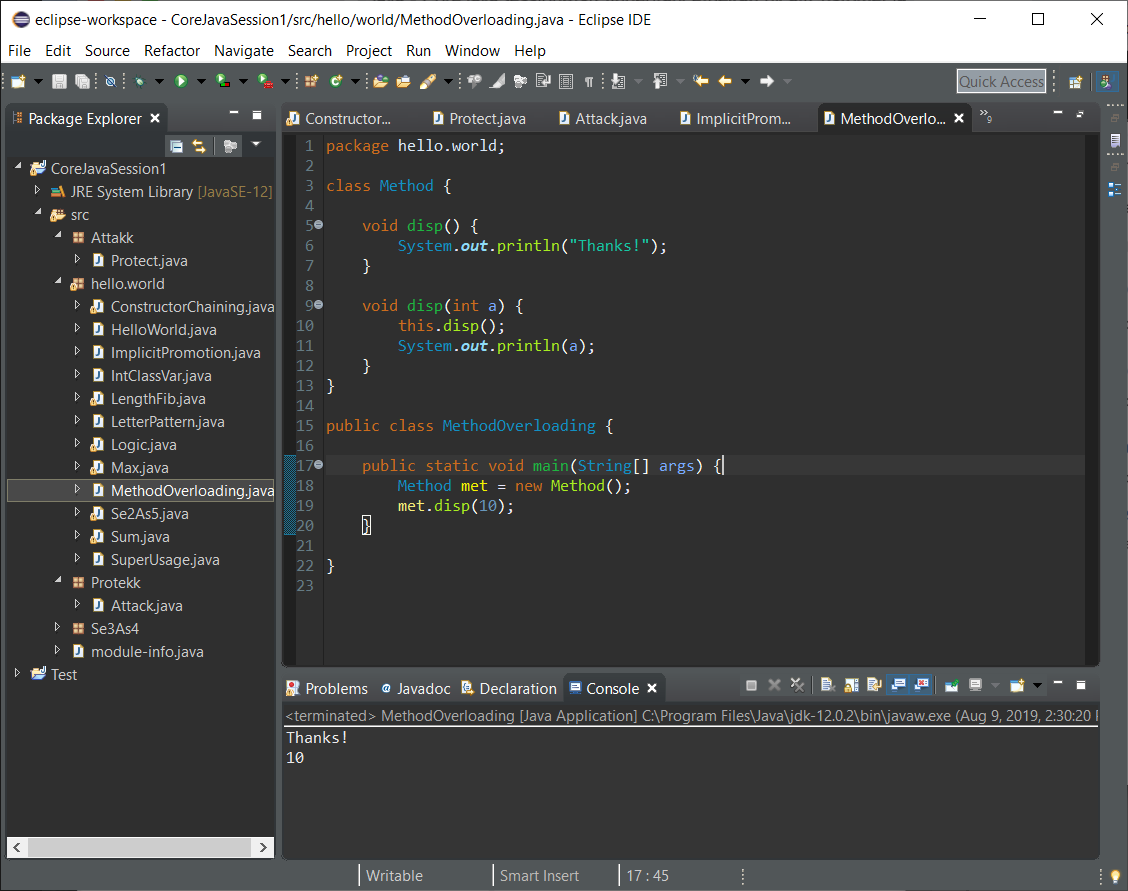 eclipse-workspace - CoreJavaSession1/src/hello/world/MethodOverloading.java - Eclipse IDE
File Edit Source Refactor Navigate Search Project Run Window Help
Quick Access
Package Explorer
CoreJavaSession1
JRE System Library [JavaSE-12]
src
Attakk
Protect.java
hello.world
ConstructorChaining.java
HelloWorld.java
ImplicitPromotion.java
IntClassVar.java
LengthFib.java
LetterPattern.java
Logic.java
Max.java
MethodOverloading.java
Se2As5.java
Sum.java
SuperUsage.java
Protekk
Attack.java
Se3As4
module-info.java
Test
Constructor... Protect.java Attack.java ImplicitProm... MethodOverlo... »9
1 package hello.world;
2
3 class Method {
4
5     void disp() {
6         System.out.println("Thanks!");
7     }
8
9     void disp(int a) {
10         this.disp();
11         System.out.println(a);
12     }
13 }
14
15 public class MethodOverloading {
16
17     public static void main(String[] args) {
18         Method met = new Method();
19         met.disp(10);
20     }
21
22 }
23
Problems @ Javadoc Declaration Console
<terminated> MethodOverloading [Java Application] C:\Program Files\Java\jdk-12.0.2\bin\javaw.exe (Aug 9, 2019, 2:30:20
Thanks!
10
Writable Smart Insert 17 : 45